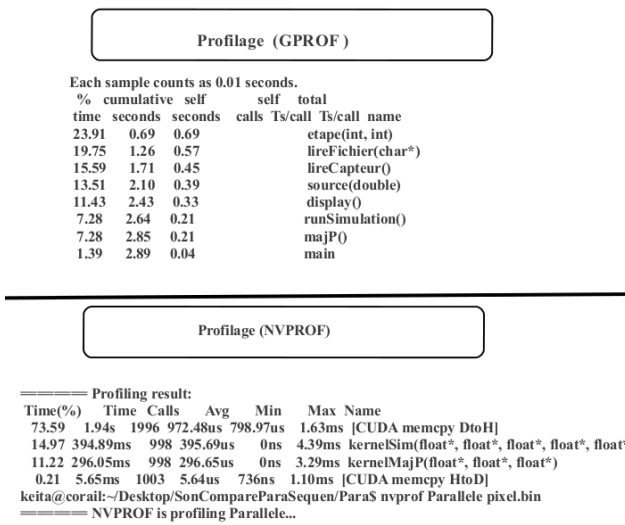 Profilage (GPROF )
Each sample counts as 0.01 seconds.
% cumulative self self total
time seconds seconds calls Ts/call Ts/call name
23.91 0.69 0.69 etape(int, int)
19.75 1.26 0.57 lireFichier(char*)
15.59 1.71 0.45 lireCapteur()
13.51 2.10 0.39 source(double)
11.43 2.43 0.33 display()
7.28 2.64 0.21 runSimulation()
7.28 2.85 0.21 majP()
1.39 2.89 0.04 main
Profilage (NVPROF)
======== Profiling result:
Time(%) Time Calls Avg Min Max Name
73.59 1.94s 1996 972.48us 798.97us 1.63ms [CUDA memcpy DtoH]
14.97 394.89ms 998 395.69us 0ns 4.39ms kernelSim(float*, float*, float*, float*, float*
11.22 296.05ms 998 296.65us 0ns 3.29ms kernelMajP(float*, float*, float*)
0.21 5.65ms 1003 5.64us 736ns 1.10ms [CUDA memcpy HtoD]
keita@corail:~/Desktop/SonCompareParaSequen/Para$ nvprof Parallele pixel.bin
======== NVPROF is profiling Parallele...